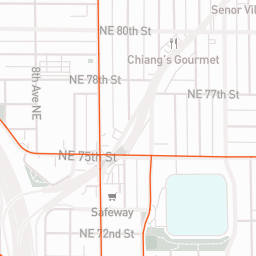 Senor Vil
NE 80th St
Chiang's Gourmet
NE 78th St
8th Ave NE
NE 77th St
NE 75th St
Safeway
NE 72nd St